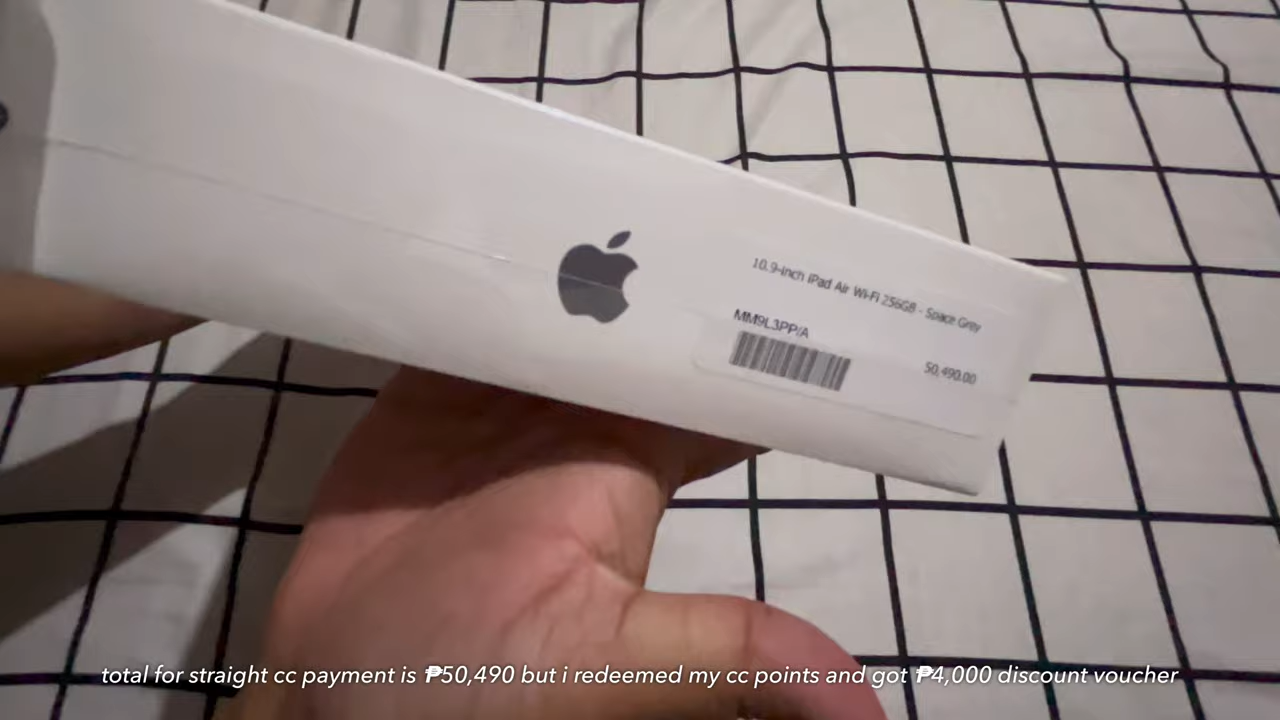 10.9-inch iPad Air Wi-Fi 256GB - Space Grey
MM9L3PP/A
50,490.00
total for straight cc payment is ₱50,490 but i redeemed my cc points and got ₱4,000 discount voucher